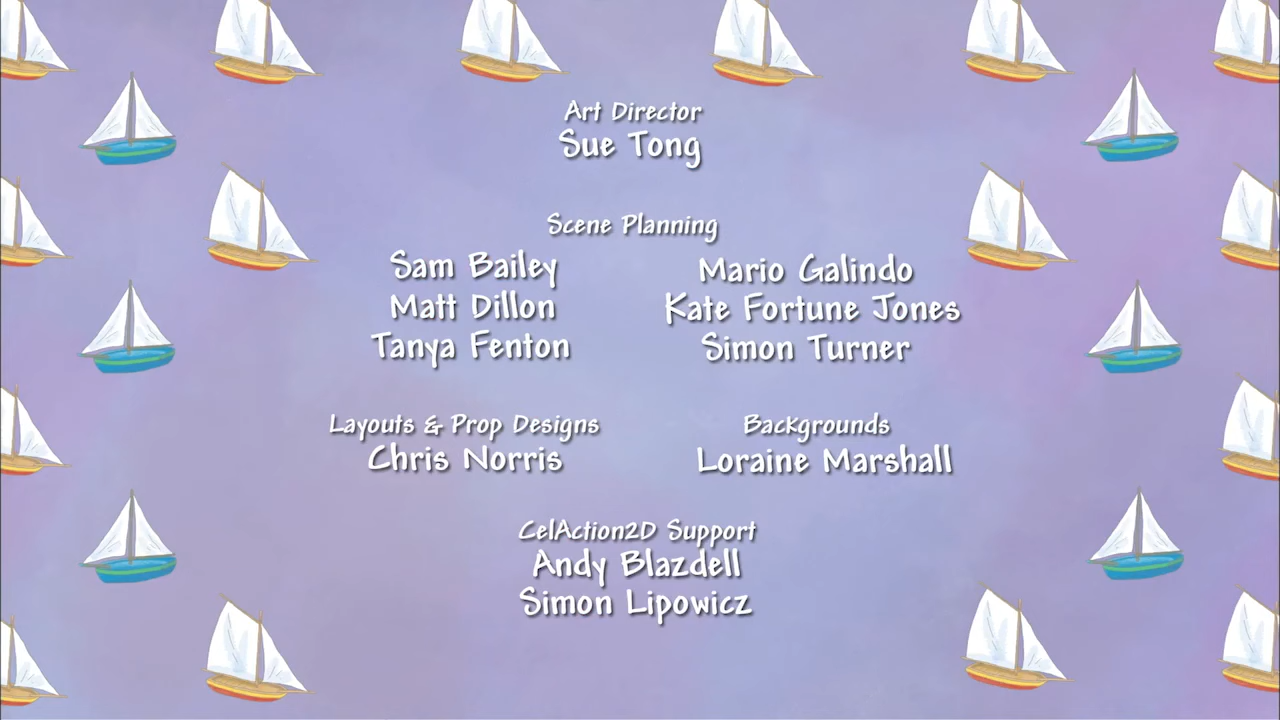 Art Director
Sue Tong
Scene Planning
Sam Bailey
Matt Dillon
Tanya Fenton
Mario Galindo
Kate Fortune Jones
Simon Turner
Layouts & Prop Designs
Chris Norris
Backgrounds
Loraine Marshall
CelAction2D Support
Andy Blazdell
Simon Lipowicz